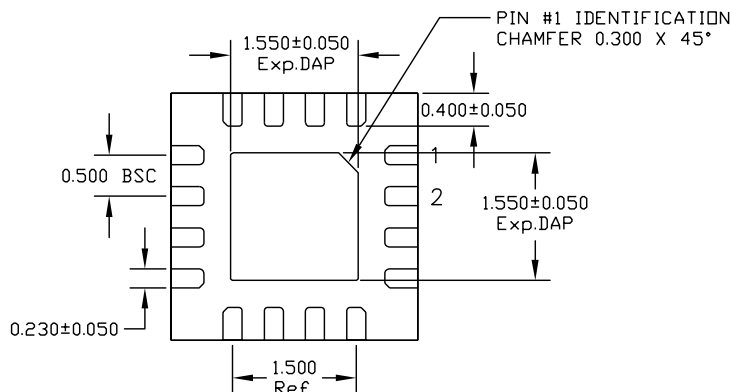 PIN #1 IDENTIFICATION
CHAMFER 0.300 X 45°
1.550±0.050
Exp.DAP
0.400±0.050
1
0.500 BSC
2
1.550±0.050
Exp.DAP
0.230±0.050
1.500
Ref